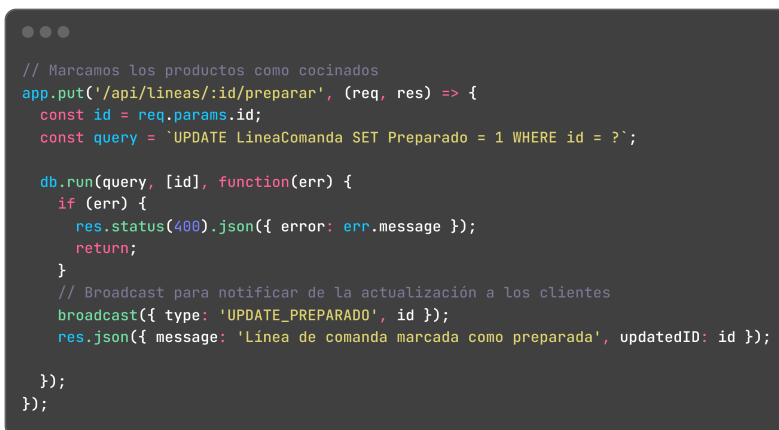 // Marcamos los productos como cocinados
app.put('/api/lineas/:id/preparar', (req, res) => {
  const id = req.params.id;
  const query = `UPDATE LineaComanda SET Preparado = 1 WHERE id = ?`;
  db.run(query, [id], function(err) {
    if (err) {
      res.status(400).json({ error: err.message });
      return;
    }
    // Broadcast para notificar de la actualización a los clientes
    broadcast({ type: 'UPDATE_PREPARADO', id });
    res.json({ message: 'Línea de comanda marcada como preparada', updatedID: id });
  });
});